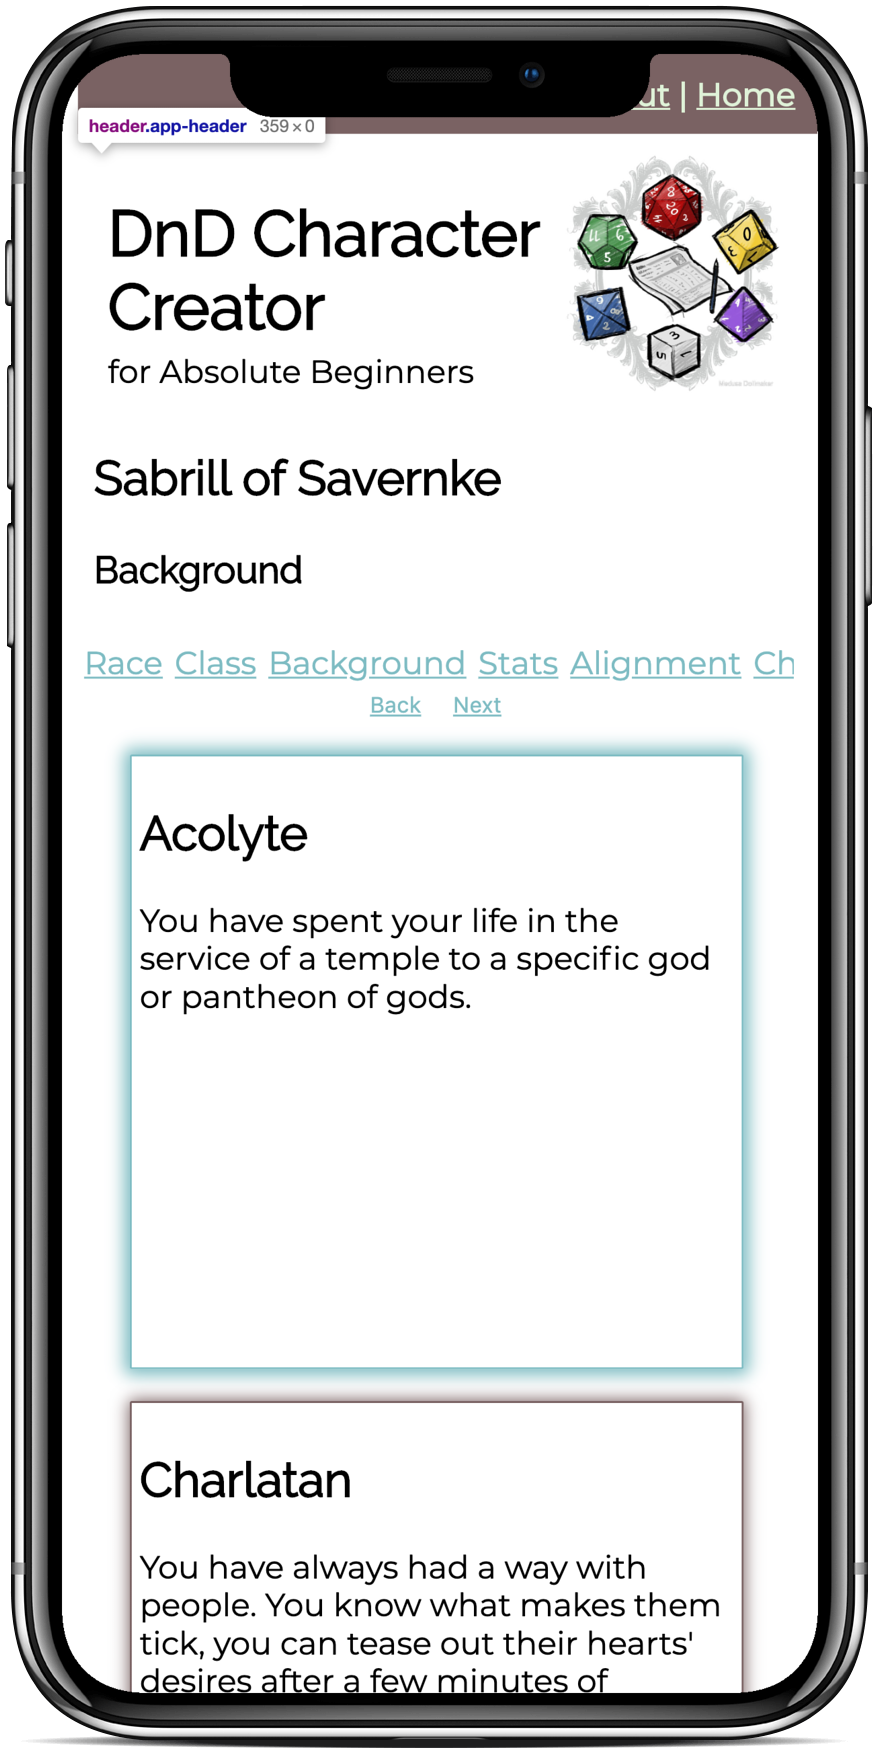 | Home
header.app-header 359×0
DnD Character
Creator
for Absolute Beginners
Sabrill of Savernke
Background
Race Class Background Stats Alignment Ch
Back Next
Acolyte
You have spent your life in the
service of a temple to a specific god
or pantheon of gods.
Charlatan
You have always had a way with
people. You know what makes them
tick, you can tease out their hearts'
desires after a few minutes of